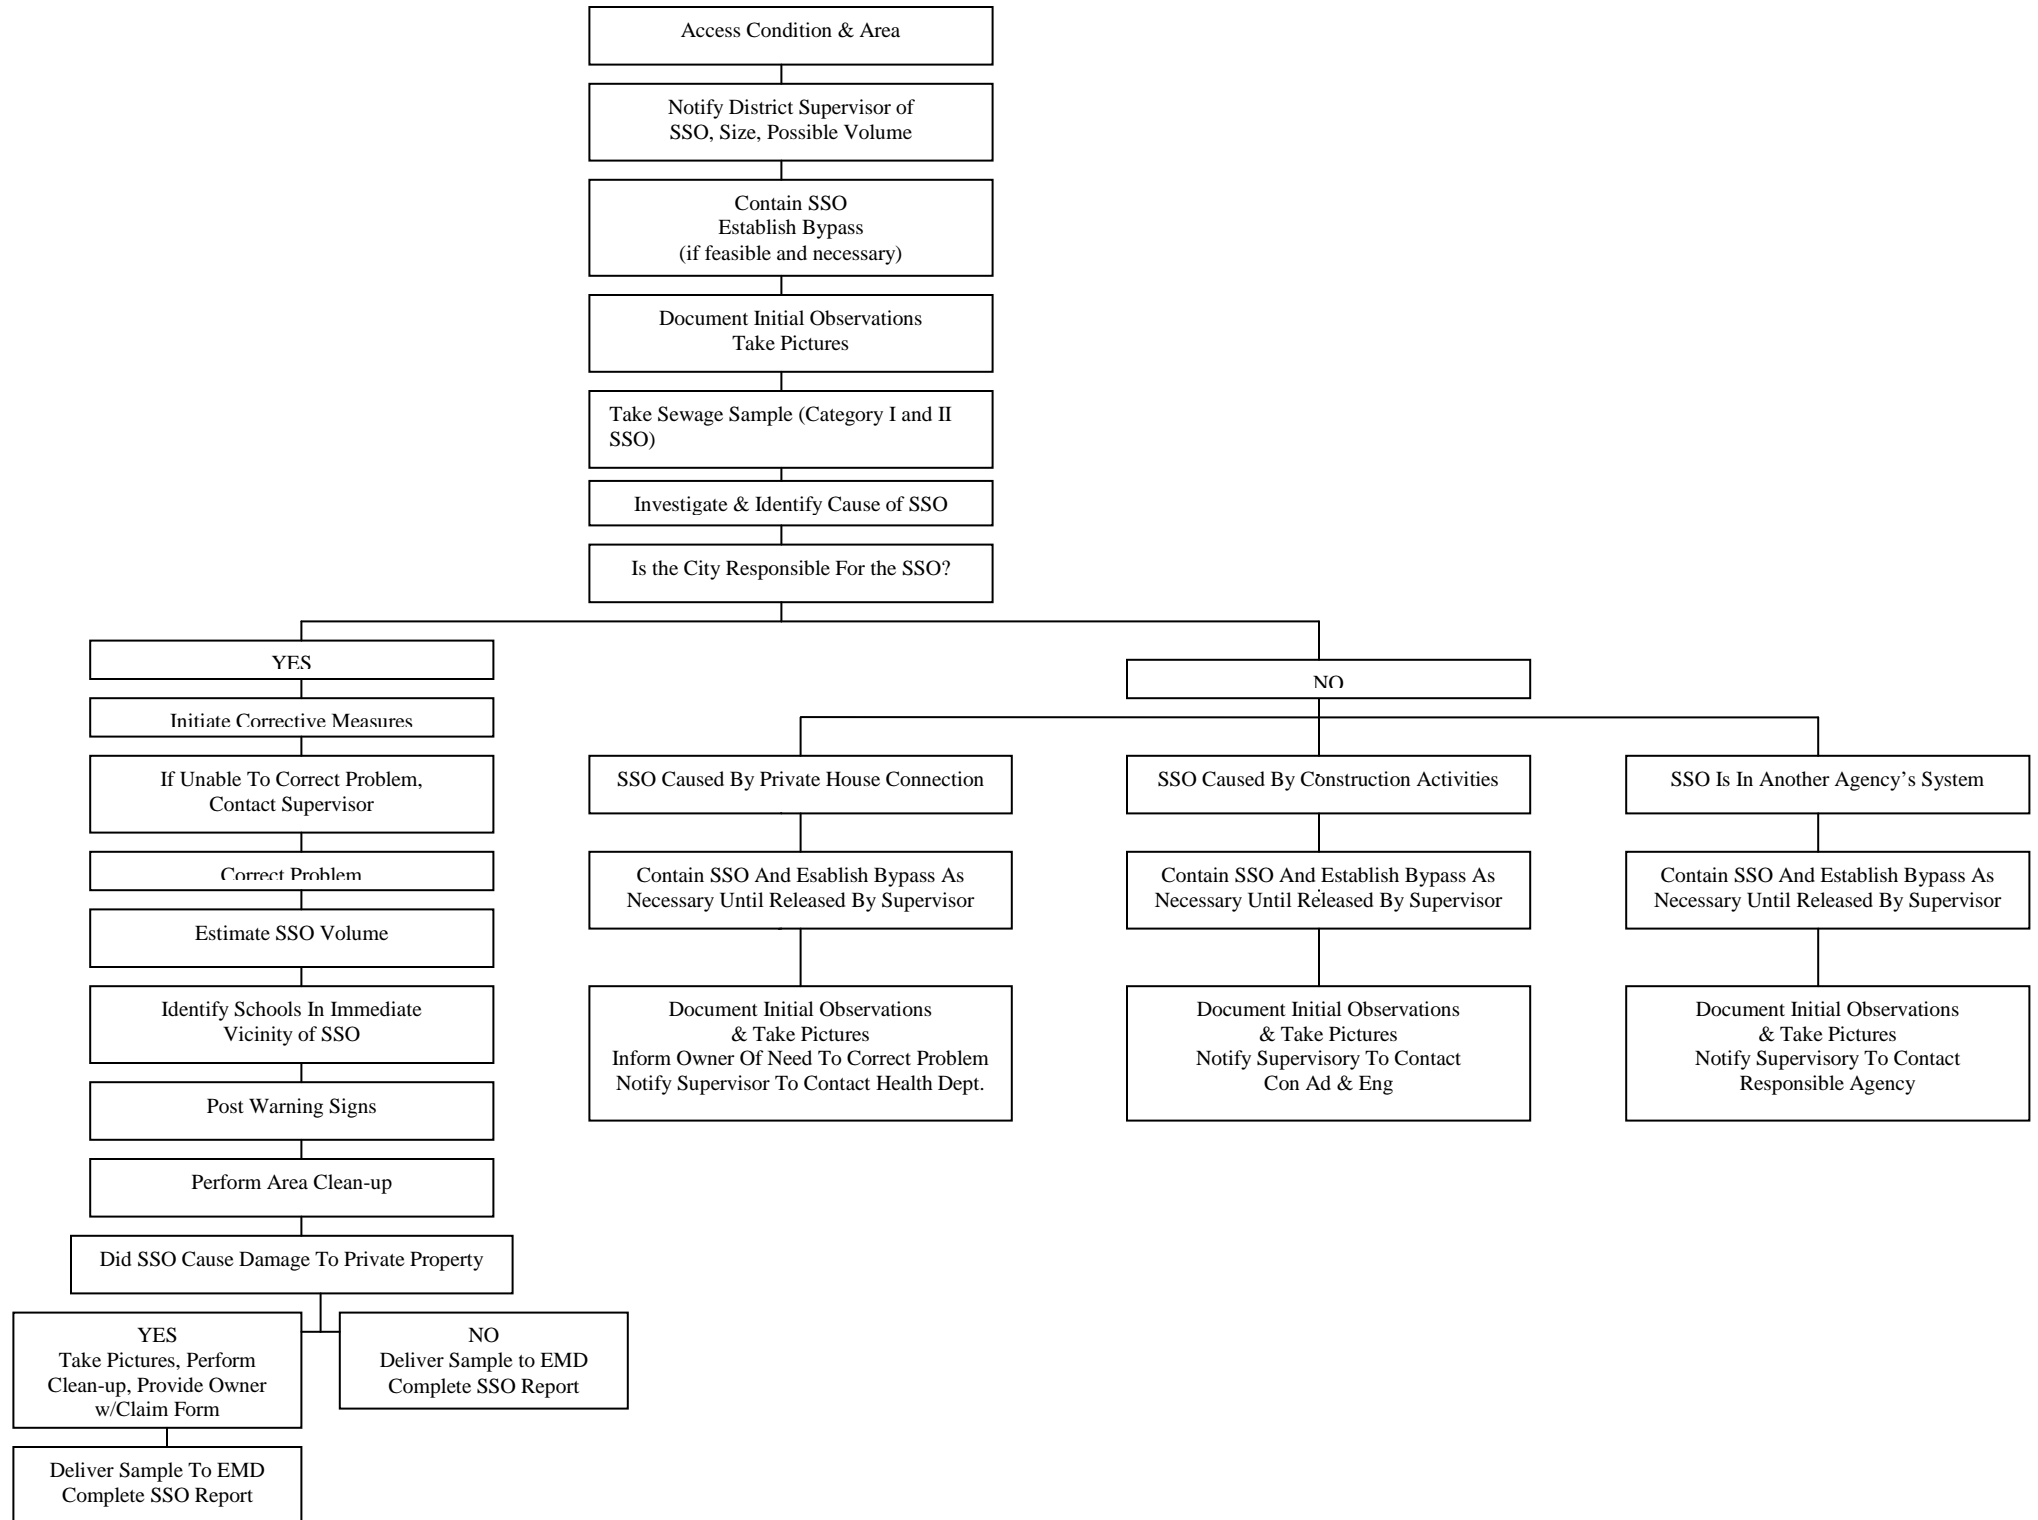 Access Condition & Area
Notify District Supervisor of
SSO, Size, Possible Volume
Contain SSO
Establish Bypass
(if feasible and necessary)
Document Initial Observations
Take Pictures
Take Sewage Sample (Category I and II
SSO)
Investigate & Identify Cause of SSO
Is the City Responsible For the SSO?
YES
Initiate Corrective Measures
If Unable To Correct Problem,
Contact Supervisor
Correct Problem
Estimate SSO Volume
Identify Schools In Immediate
Vicinity of SSO
Post Warning Signs
Perform Area Clean-up
Did SSO Cause Damage To Private Property
YES
Take Pictures, Perform
Clean-up, Provide Owner
w/Claim Form
Deliver Sample To EMD
Complete SSO Report
NO
Deliver Sample to EMD
Complete SSO Report
NO
SSO Caused By Private House Connection
Contain SSO And Esablish Bypass As
Necessary Until Released By Supervisor
Document Initial Observations
& Take Pictures
Inform Owner Of Need To Correct Problem
Notify Supervisor To Contact Health Dept.
SSO Caused By Construction Activities
Contain SSO And Establish Bypass As
Necessary Until Released By Supervisor
Document Initial Observations
& Take Pictures
Notify Supervisory To Contact
Con Ad & Eng
SSO Is In Another Agency’s System
Contain SSO And Establish Bypass As
Necessary Until Released By Supervisor
Document Initial Observations
& Take Pictures
Notify Supervisory To Contact
Responsible Agency